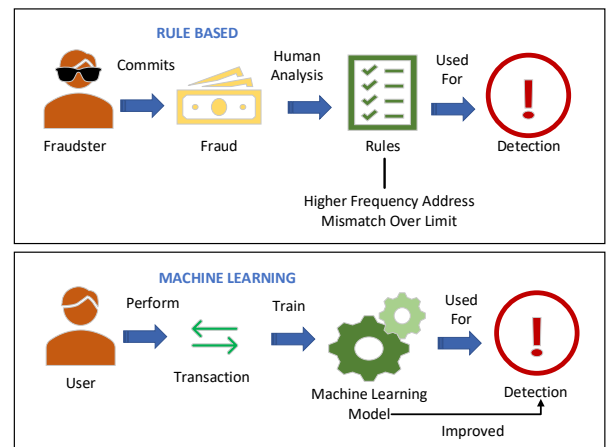 RULE BASED
Commits
Human
Analysis
Used
For
Fraudster
Fraud
Rules
Detection
Higher Frequency Address
Mismatch Over Limit
MACHINE LEARNING
Perform
Train
Used
For
User
Transaction
Machine Learning
Model
Detection
Improved